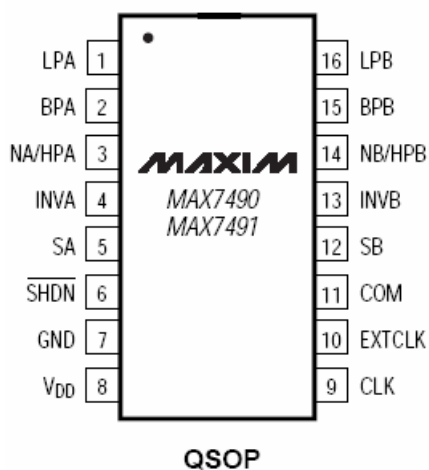 LPA 1 16 LPB
BPA 2 15 BPB
NA/HPA 3 14 NB/HPB
MAXIM
INVA 4 MAX7490 13 INVB
MAX7491
SA 5 12 SB
SHDN 6 11 COM
GND 7 10 EXTCLK
VDD 8 9 CLK
QSOP